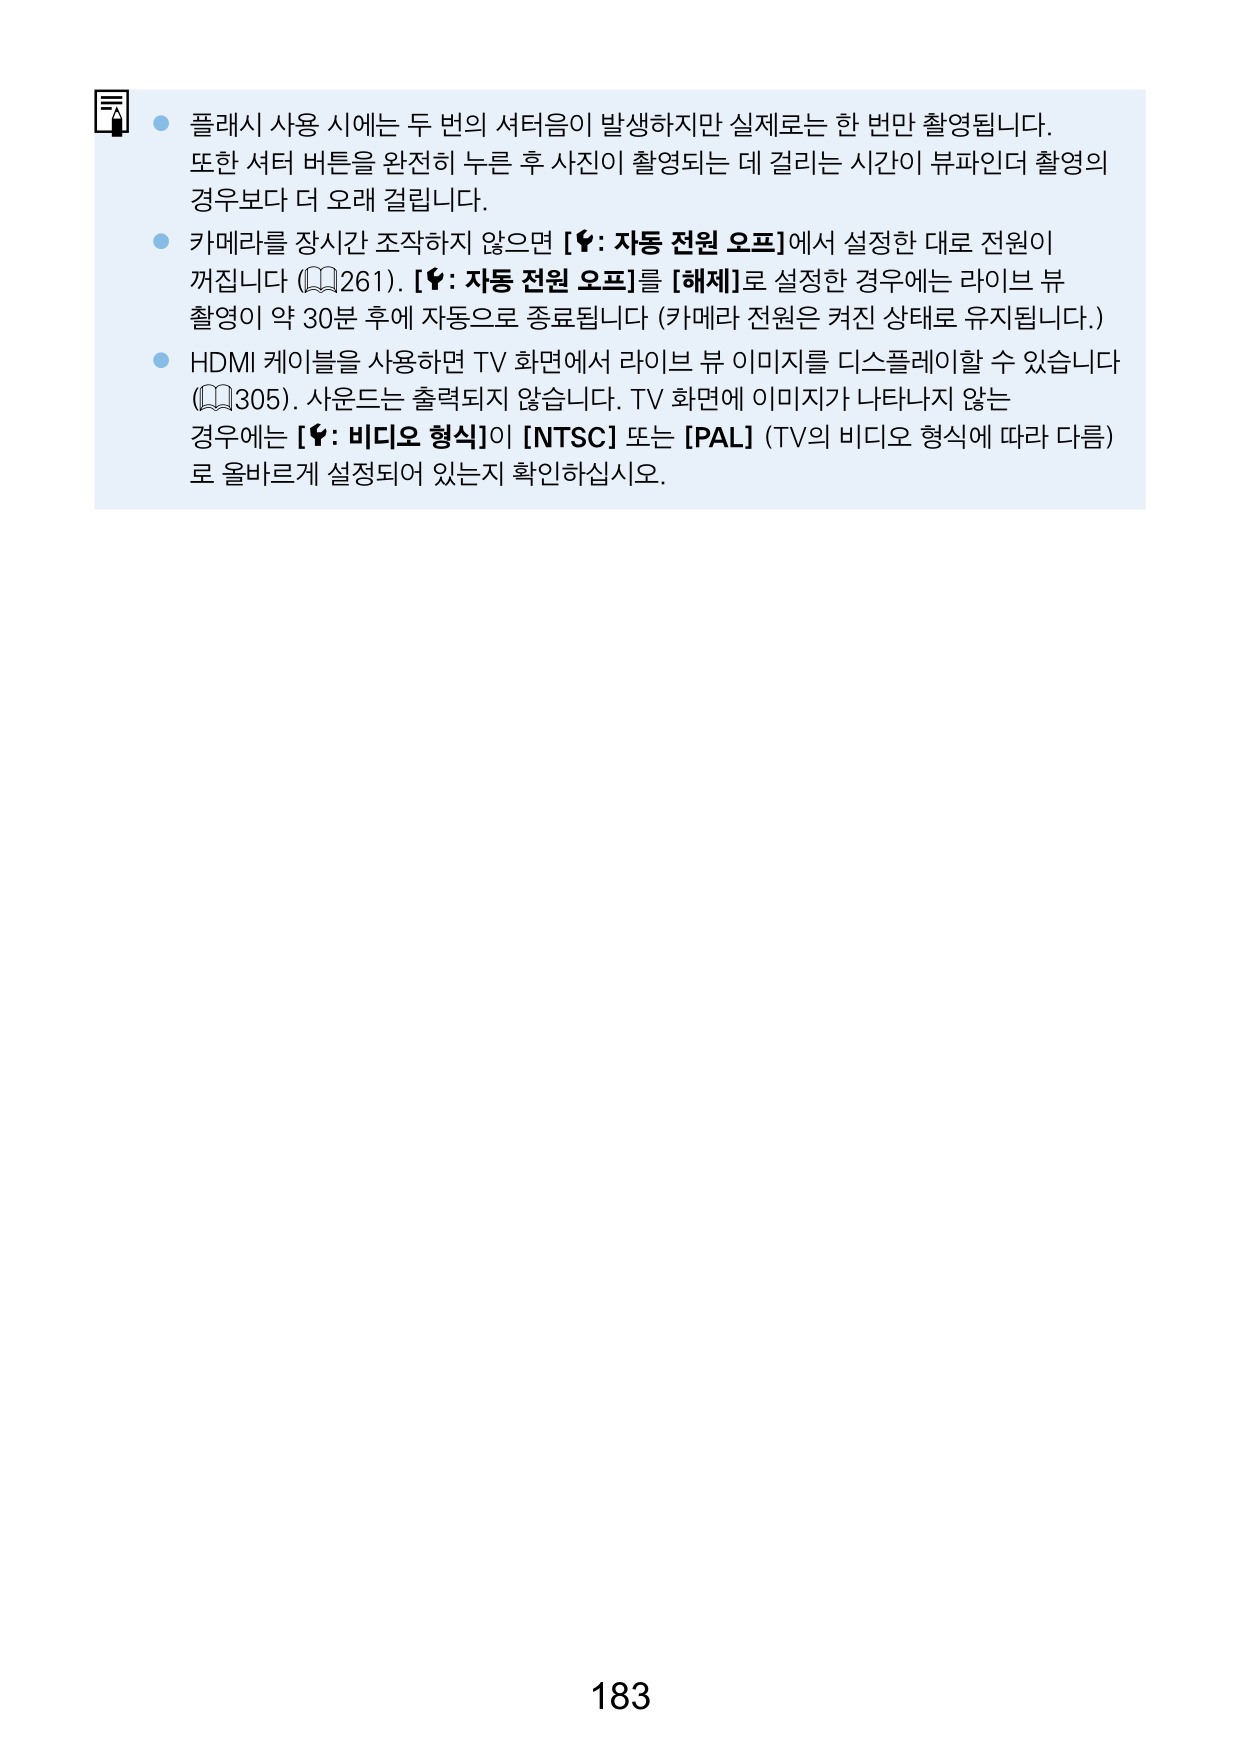 플래시 사용 시에는 두 번의 셔터음이 발생하지만 실제로는 한 번만 촬영됩니다.
또한 셔터 버튼을 완전히 누른 후 사진이 촬영되는 데 걸리는 시간이 뷰파인더 촬영의
경우보다 더 오래 걸립니다.
카메라를 장시간 조작하지 않으면 [: 자동 전원 오프]에서 설정한 대로 전원이
꺼집니다 (261). [: 자동 전원 오프]를 [해제]로 설정한 경우에는 라이브 뷰
촬영이 약 30분 후에 자동으로 종료됩니다 (카메라 전원은 켜진 상태로 유지됩니다.)
HDMI 케이블을 사용하면 TV 화면에서 라이브 뷰 이미지를 디스플레이할 수 있습니다
(305). 사운드는 출력되지 않습니다. TV 화면에 이미지가 나타나지 않는
경우에는 [: 비디오 형식]이 [NTSC] 또는 [PAL] (TV의 비디오 형식에 따라 다름)
로 올바르게 설정되어 있는지 확인하십시오.
183